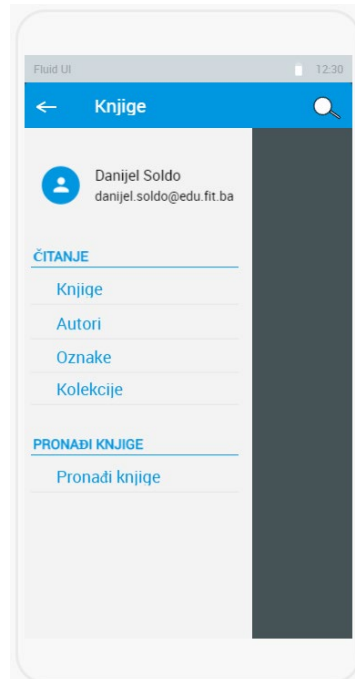 Fluid UI 12:30
Knjige
Danijel Soldo
danijel.soldo@edu.fit.ba
ČITANJE
Knjige
Autori
Oznake
Kolekcije
PRONAĐI KNJIGE
Pronađi knjige